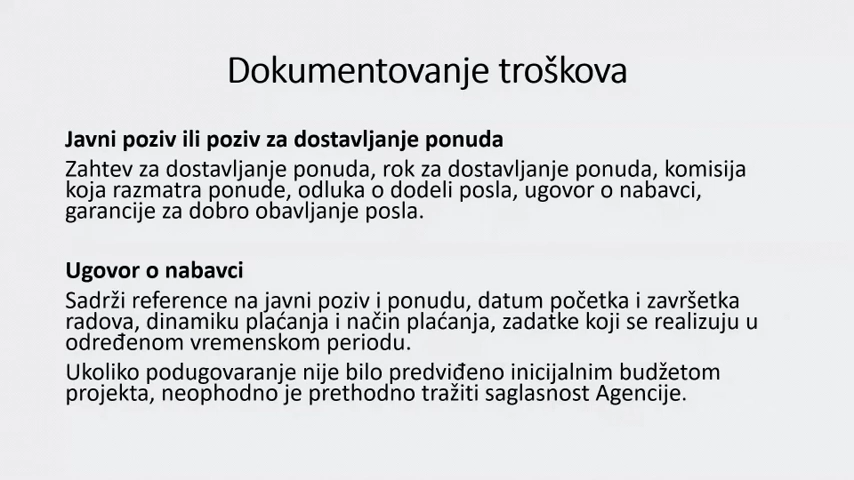 Dokumentovanje troškova
Javni poziv ili poziv za dostavljanje ponuda
Zahtev za dostavljanje ponuda, rok za dostavljanje ponuda, komisija
koja razmatra ponude, odluka o dodeli posla, ugovor o nabavci,
garancije za dobro obavljanje posla.
Ugovor o nabavci
Sadrži reference na javni poziv i ponudu, datum početka i završetka
radova, dinamiku plaćanja i način plaćanja, zadatke koji se realizuju u
određenom vremenskom periodu.
Ukoliko podugovaranje nije bilo predviđeno inicijalnim budžetom
projekta, neophodno je prethodno tražiti saglasnost Agencije.